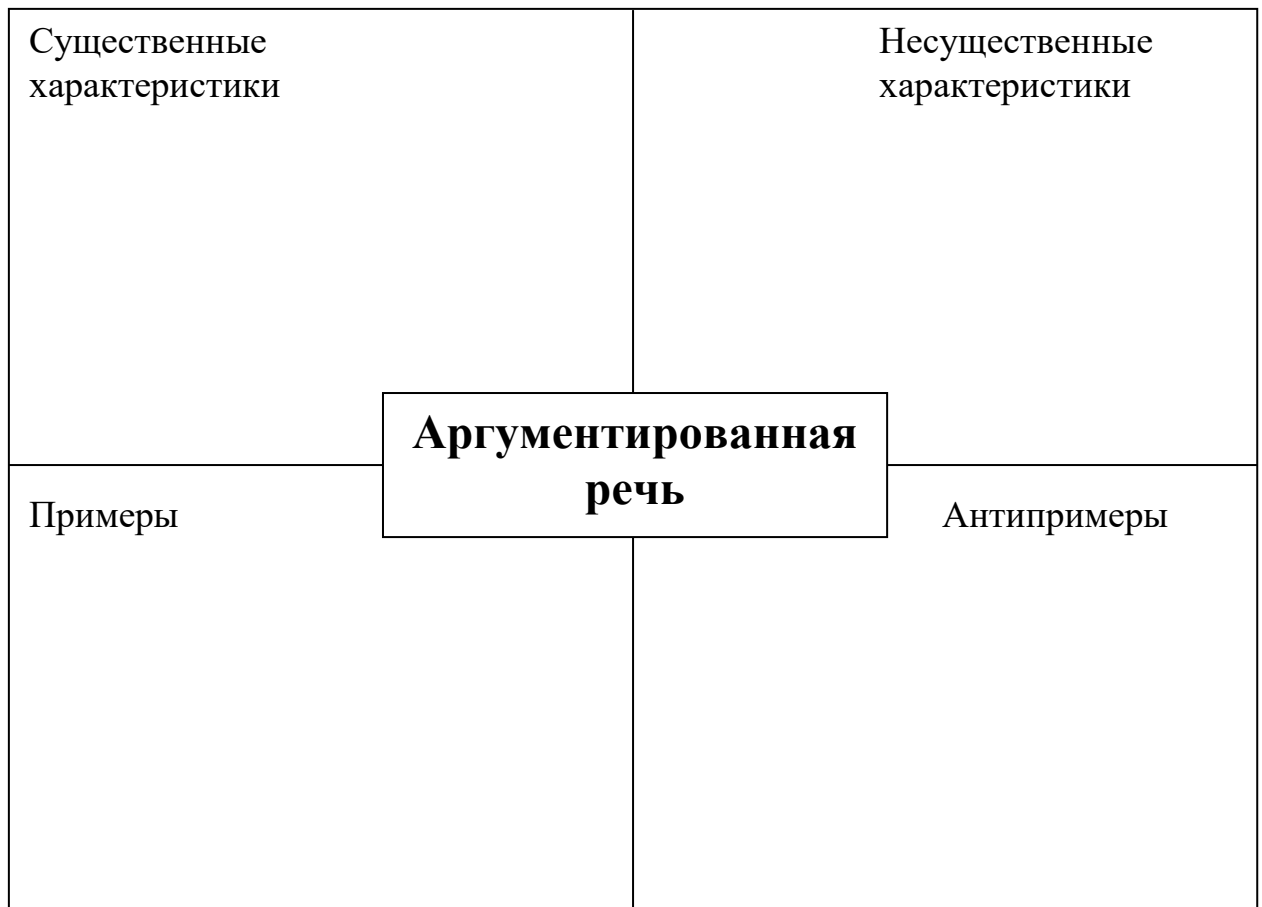 Существенные
характеристики
Несущественные
характеристики
Аргументированная
речь
Примеры
Антипримеры